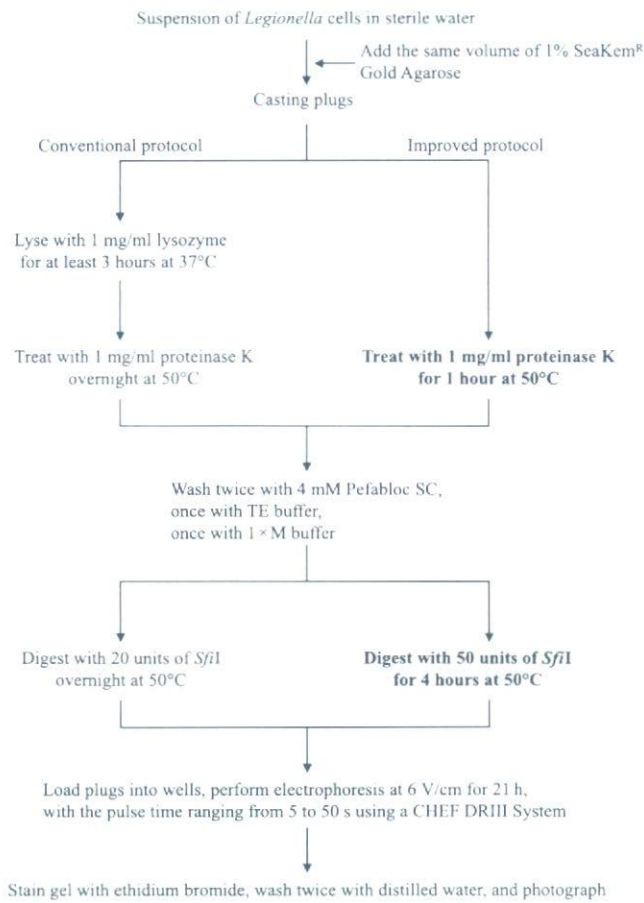 Suspension of Legionella cells in sterile water
Add the same volume of 1% SeaKemᴿ
Gold Agarose
Casting plugs
Conventional protocol
Improved protocol
Lyse with 1 mg/ml lysozyme
for at least 3 hours at 37°C
Treat with 1 mg/ml proteinase K
overnight at 50°C
Treat with 1 mg/ml proteinase K
for 1 hour at 50°C
Wash twice with 4 mM Pefabloc SC,
once with TE buffer,
once with 1 × M buffer
Digest with 20 units of SfiI
overnight at 50°C
Digest with 50 units of SfiI
for 4 hours at 50°C
Load plugs into wells, perform electrophoresis at 6 V/cm for 21 h,
with the pulse time ranging from 5 to 50 s using a CHEF DRIII System
Stain gel with ethidium bromide, wash twice with distilled water, and photograph